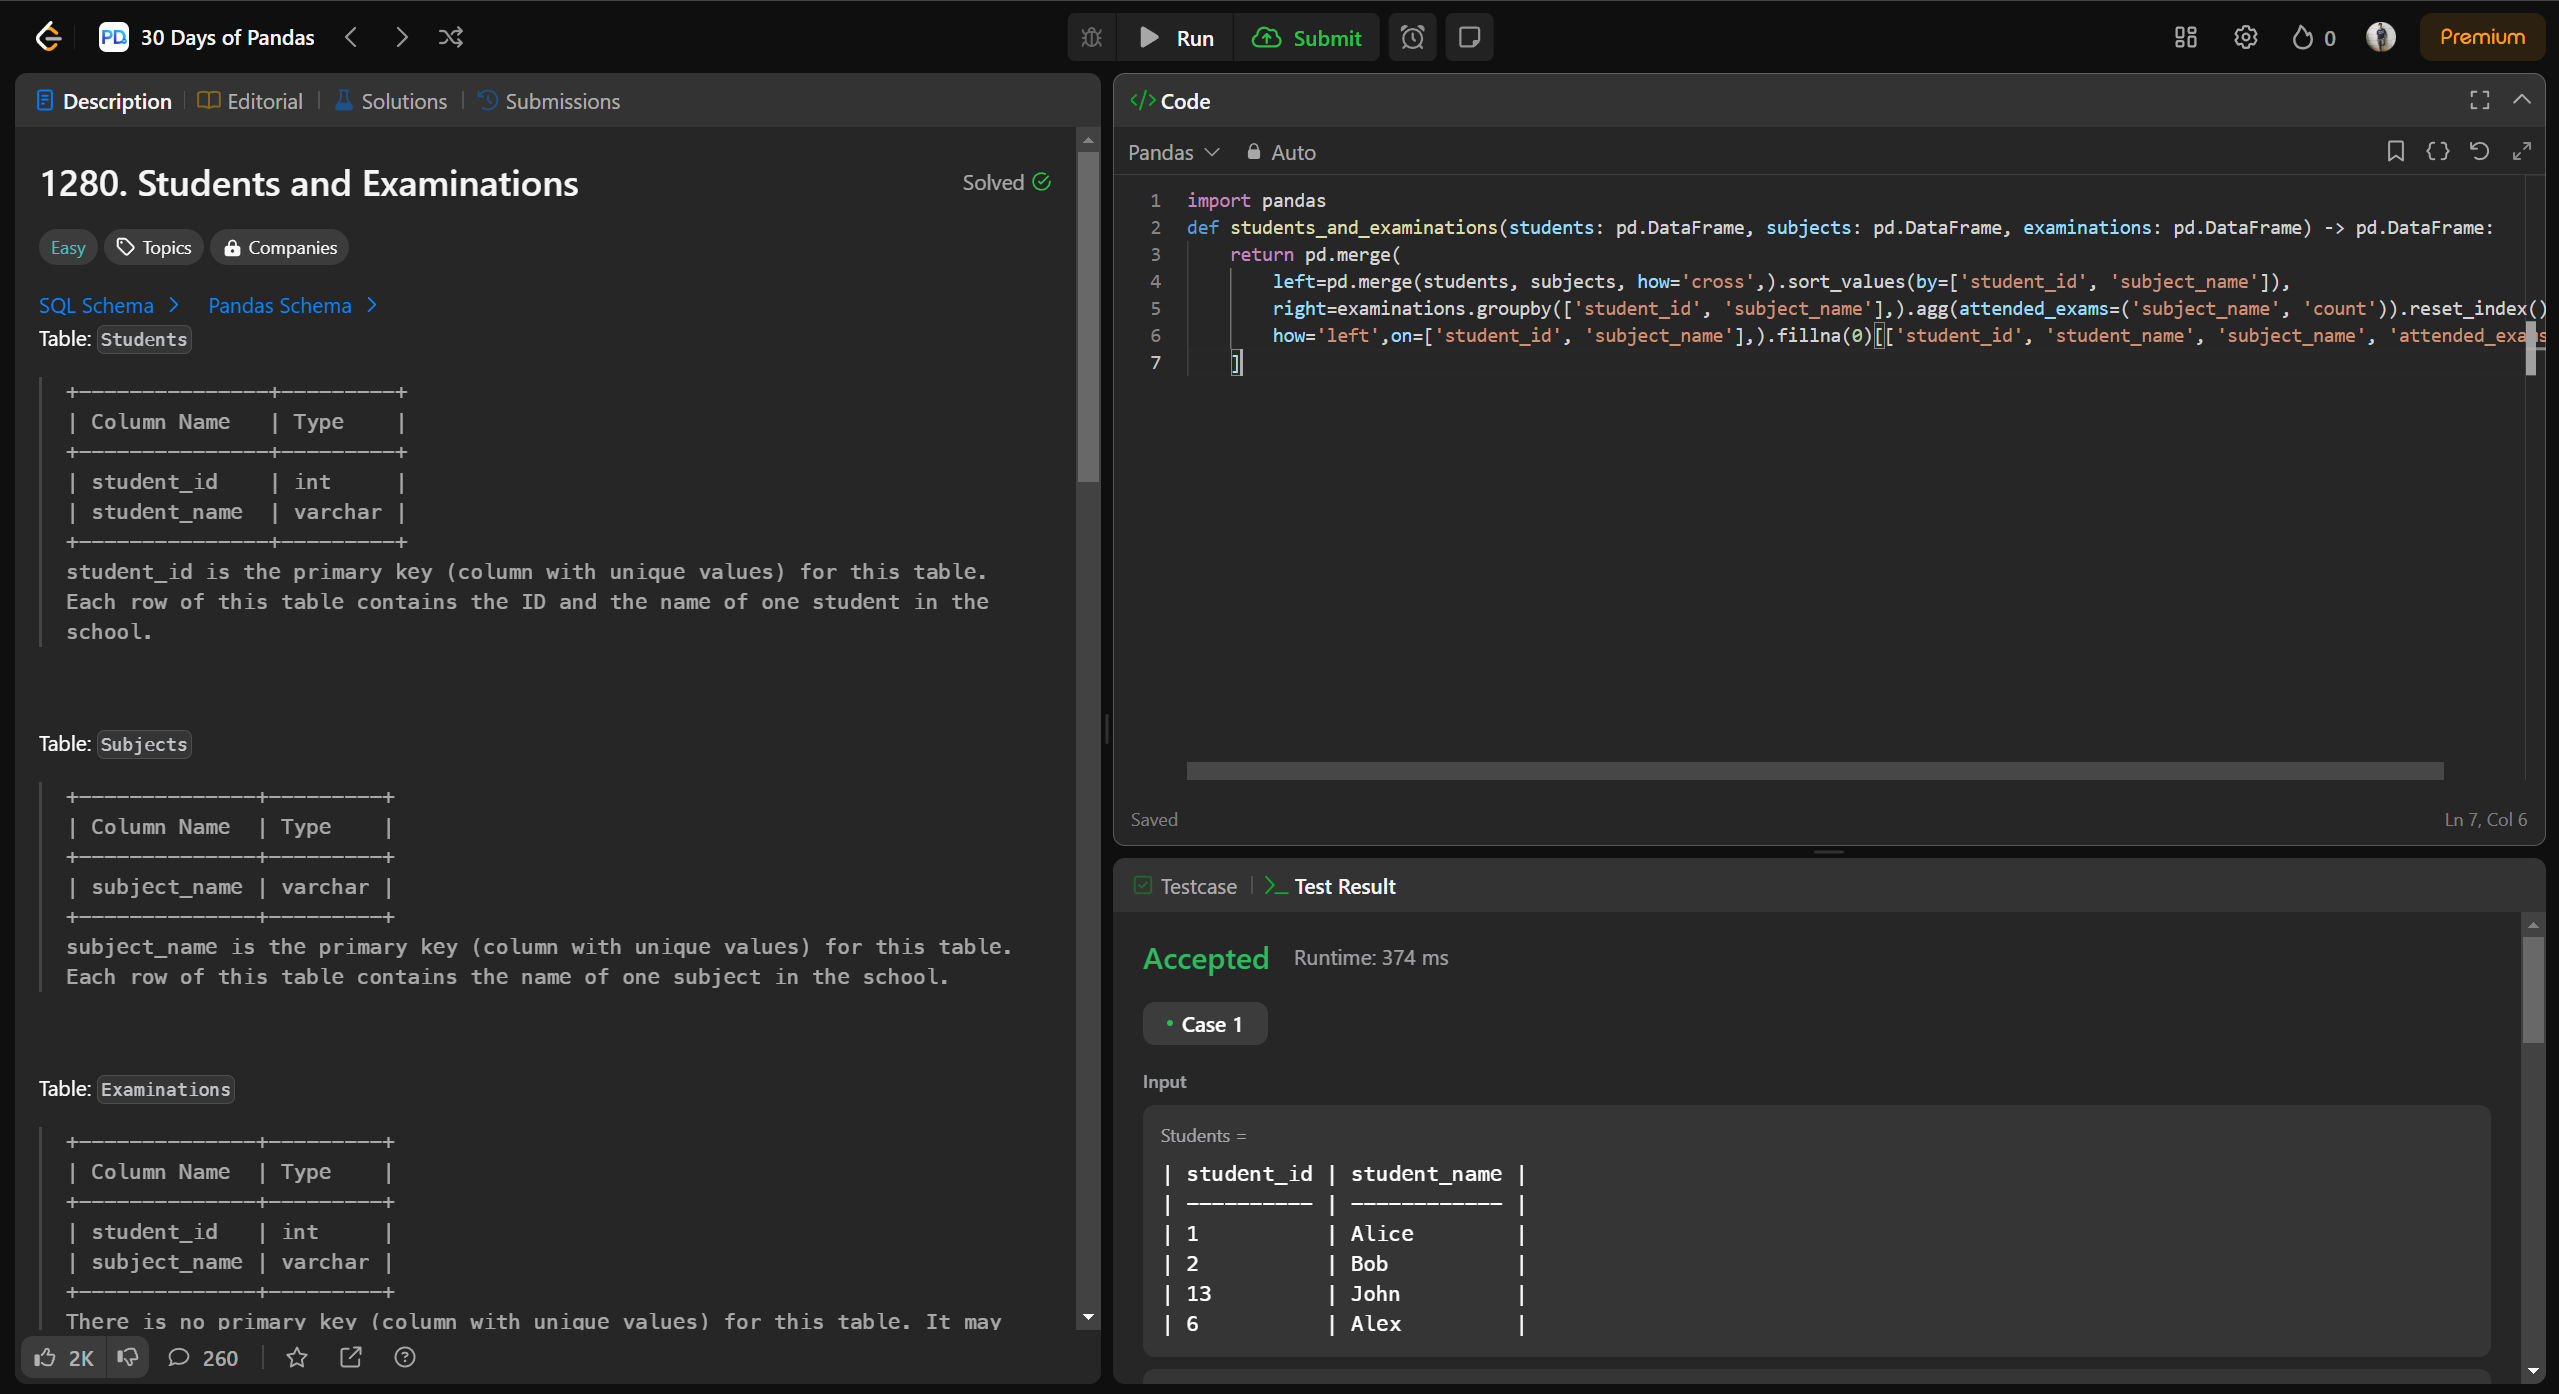 30 Days of Pandas
Run
Submit
0
Premium
Description
Editorial
Solutions
Submissions
1280. Students and Examinations
Solved
Easy
Topics
Companies
SQL Schema
Pandas Schema
Table: Students
+---------------+---------+
| Column Name   | Type    |
+---------------+---------+
| student_id    | int     |
| student_name  | varchar |
+---------------+---------+
student_id is the primary key (column with unique values) for this table.
Each row of this table contains the ID and the name of one student in the
school.
Table: Subjects
+--------------+---------+
| Column Name  | Type    |
+--------------+---------+
| subject_name | varchar |
+--------------+---------+
subject_name is the primary key (column with unique values) for this table.
Each row of this table contains the name of one subject in the school.
Table: Examinations
+--------------+---------+
| Column Name  | Type    |
+--------------+---------+
| student_id   | int     |
| subject_name | varchar |
+--------------+---------+
There is no primary key (column with unique values) for this table. It may
2K
260
</> Code
Pandas
Auto
1 import pandas
2 def students_and_examinations(students: pd.DataFrame, subjects: pd.DataFrame, examinations: pd.DataFrame) -> pd.DataFrame:
3     return pd.merge(
4         left=pd.merge(students, subjects, how='cross',).sort_values(by=['student_id', 'subject_name']),
5         right=examinations.groupby(['student_id', 'subject_name'],).agg(attended_exams=('subject_name', 'count')).reset_index()
6         how='left',on=['student_id', 'subject_name'],).fillna(0)[['student_id', 'student_name', 'subject_name', 'attended_exams
7     ]
Saved
Ln 7, Col 6
Testcase
Test Result
Accepted
Runtime: 374 ms
Case 1
Input
Students =
| student_id | student_name |
| ---------- | ------------ |
| 1          | Alice        |
| 2          | Bob          |
| 13         | John         |
| 6          | Alex         |